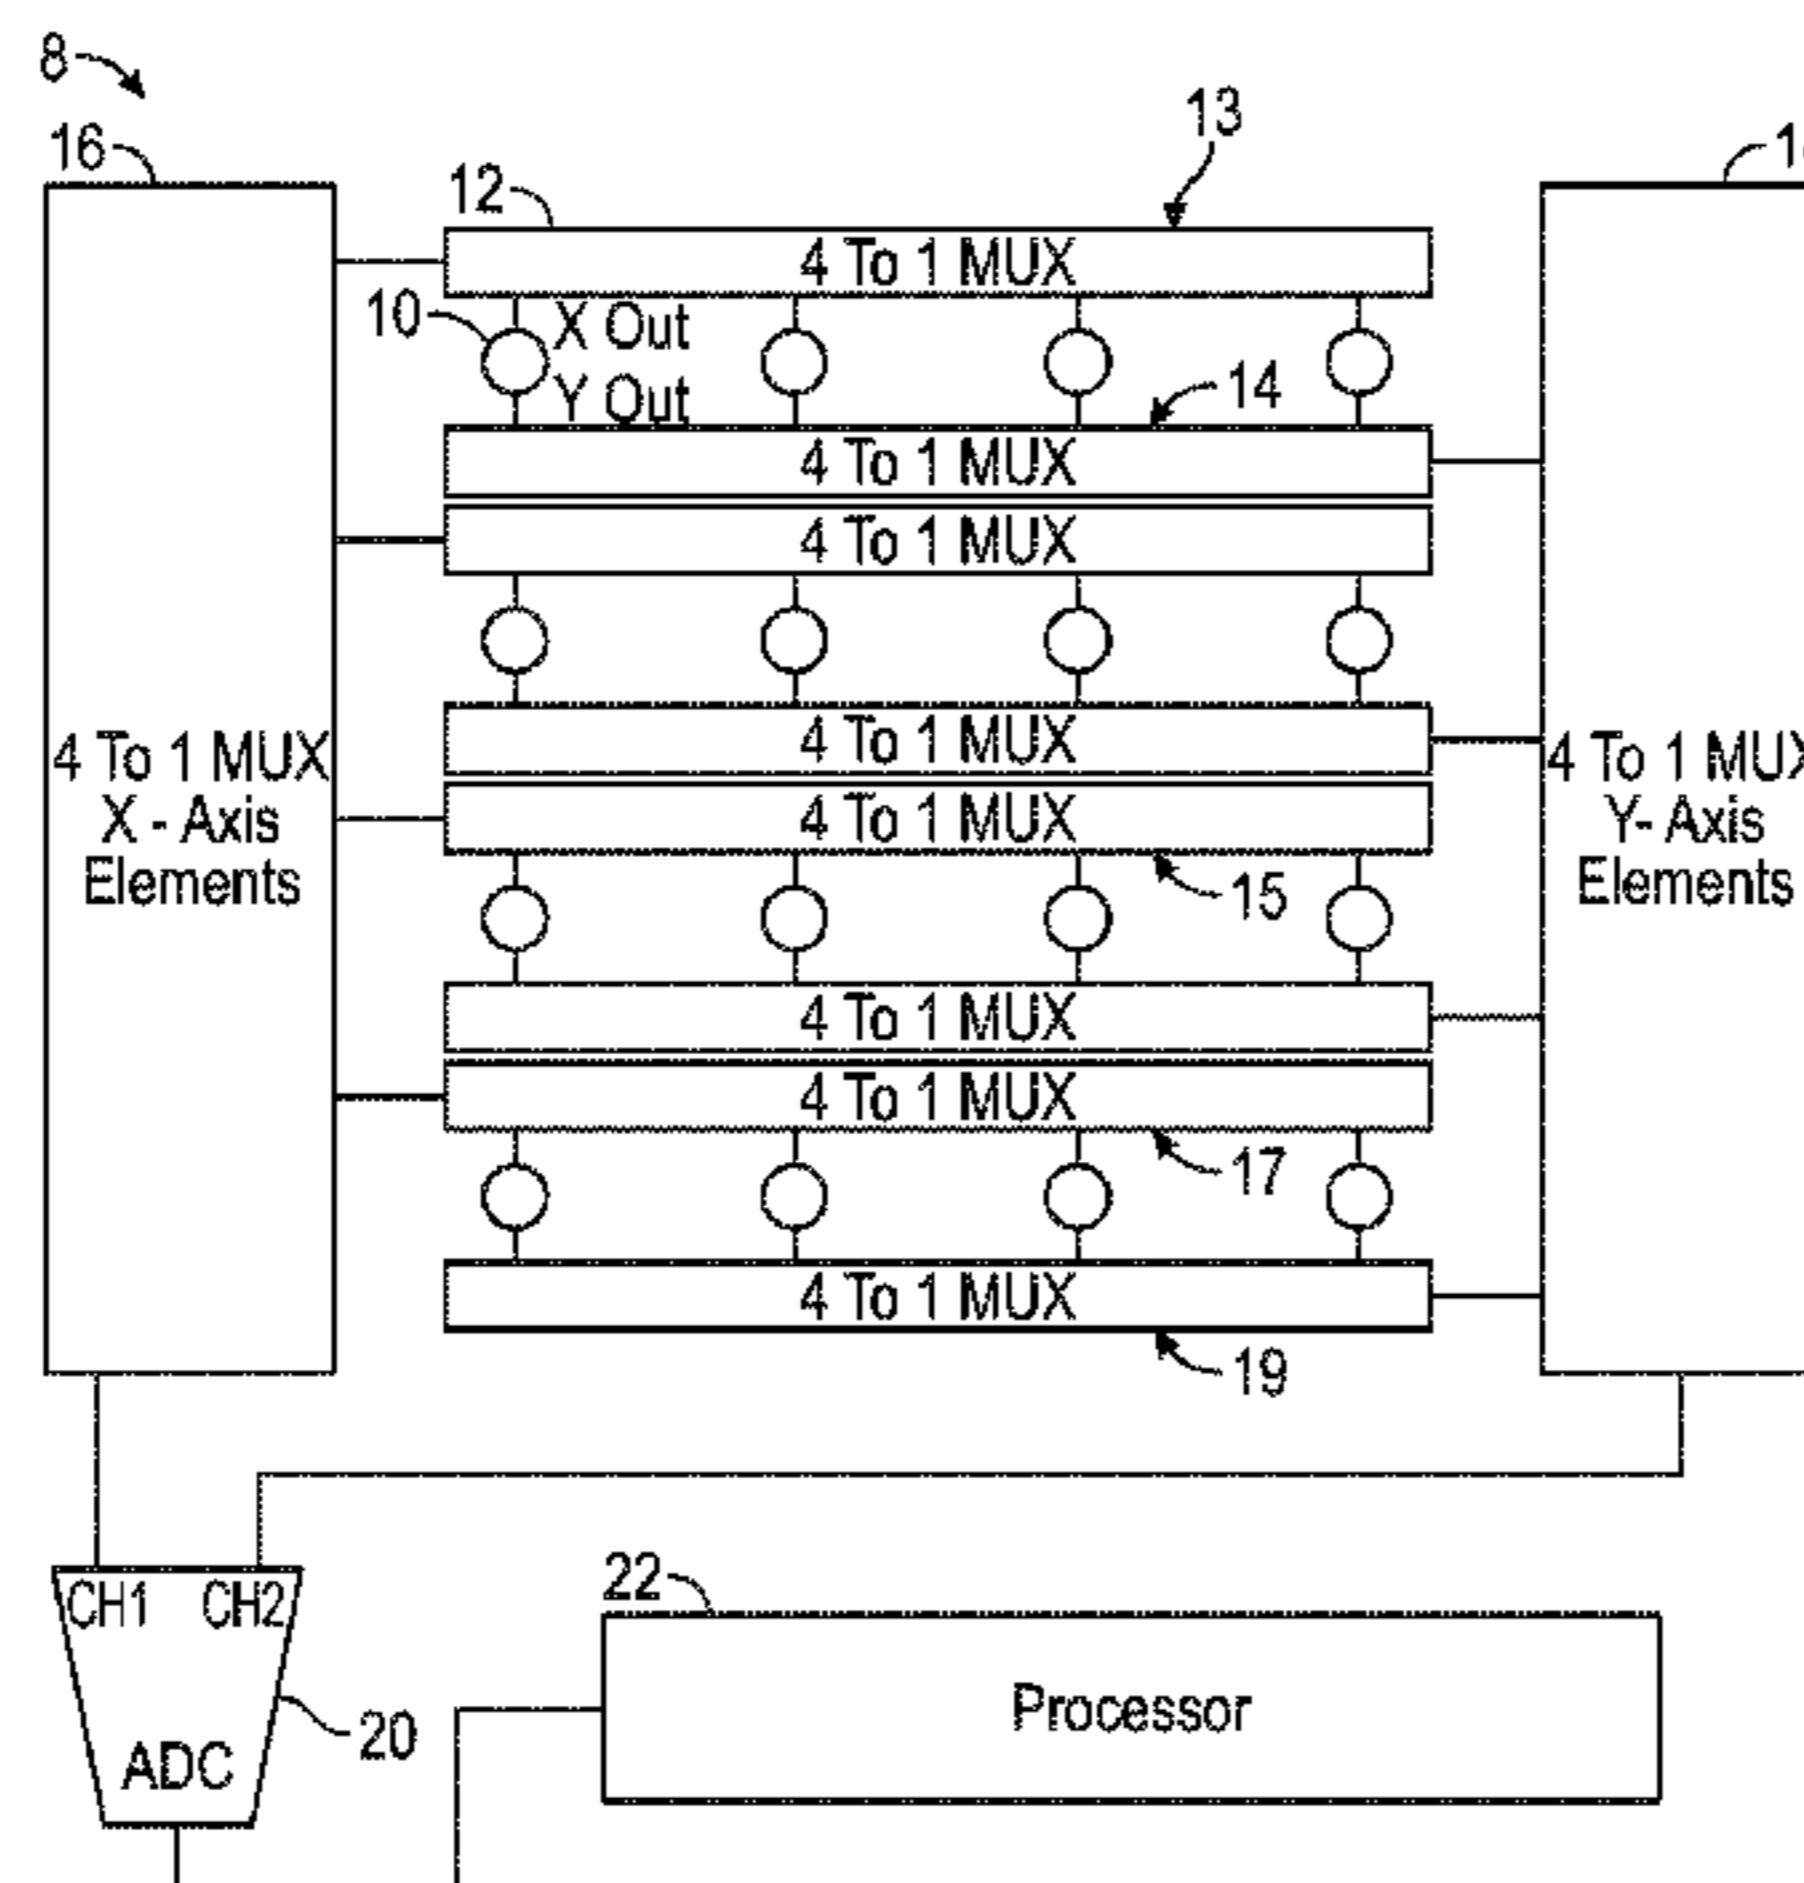 8
16
13
12
4 To 1 MUX
10
X Out
Y Out
14
4 To 1 MUX
4 To 1 MUX
4 To 1 MUX
4 To 1 MUX
X - Axis
Elements
4 To 1 MUX
Y- Axis
Elements
4 To 1 MUX
15
4 To 1 MUX
4 To 1 MUX
17
4 To 1 MUX
19
CH1 CH2
ADC
20
22
Processor